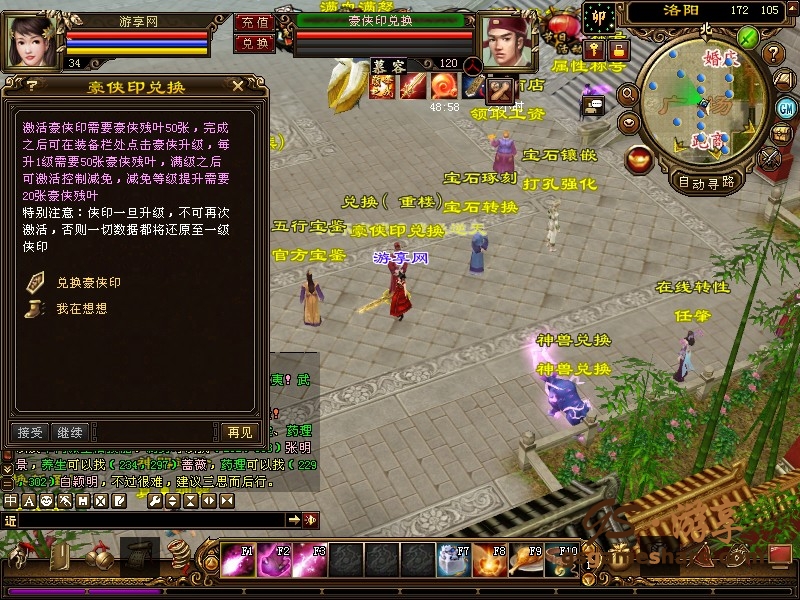 满血满怒
游享网
34
充值
兑换
豪侠印兑换
慕容
120
洛阳
172 105
北
48:58
属性称号
领取工资
自动寻路
GM
豪侠印兑换
激活豪侠印需要豪侠残叶50张，完成
之后可在装备栏处点击豪侠升级，每
升1级需要50张豪侠残叶，满级之后
可激活控制减免，减免等级提升需要
20张豪侠残叶
特别注意：侠印一旦升级，不可再次
激活，否则一切数据都将还原至一级
侠印
兑换豪侠印
我在想想
接受
继续
再见
宝石镶嵌
宝石琢刻
打孔强化
兑换（重楼）
宝石转换
五行宝鉴
豪侠印兑换
官方宝鉴
游享网
在线转性
任肇
神兽兑换
神兽兑换
张明
景，养生可以找（234，297）蔷薇，药理可以找（229
，302）白颖明，不过很难，建议三思而后行。
近
F1
F2
F3
F7
F8
F9
F10